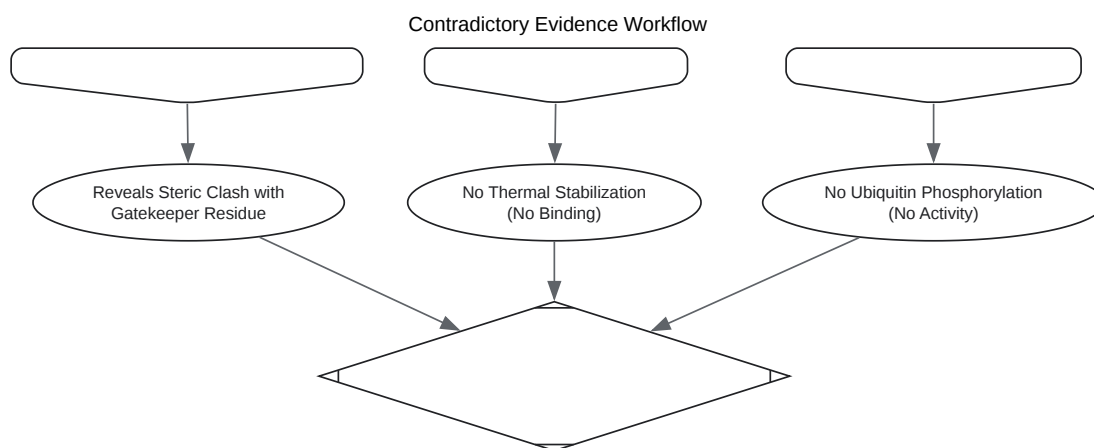 Contradictory Evidence Workflow
Reveals Steric Clash with
Gatekeeper Residue
No Thermal Stabilization
(No Binding)
No Ubiquitin Phosphorylation
(No Activity)